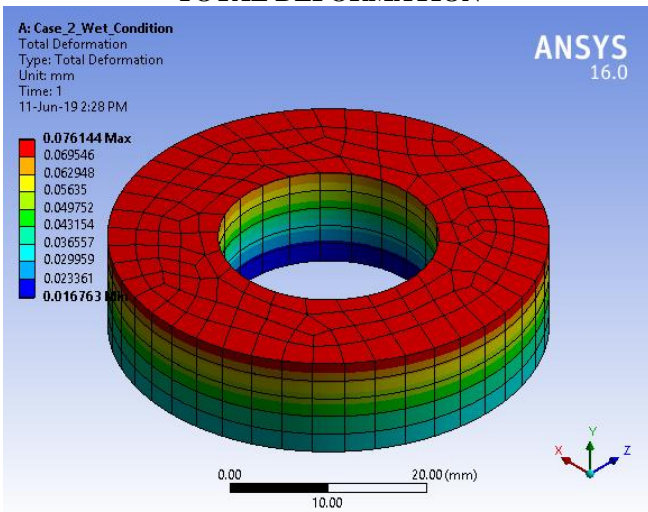 TOTAL DEFORMATION
A: Case_2_Wet_Condition
Total Deformation
Type: Total Deformation
Unit: mm
Time: 1
11-Jun-19 2:28 PM
ANSYS
16.0
0.076144 Max
0.069546
0.062948
0.05635
0.049752
0.043154
0.036557
0.029959
0.023361
0.016763 Min
0.00
20.00 (mm)
10.00
Y
X
Z